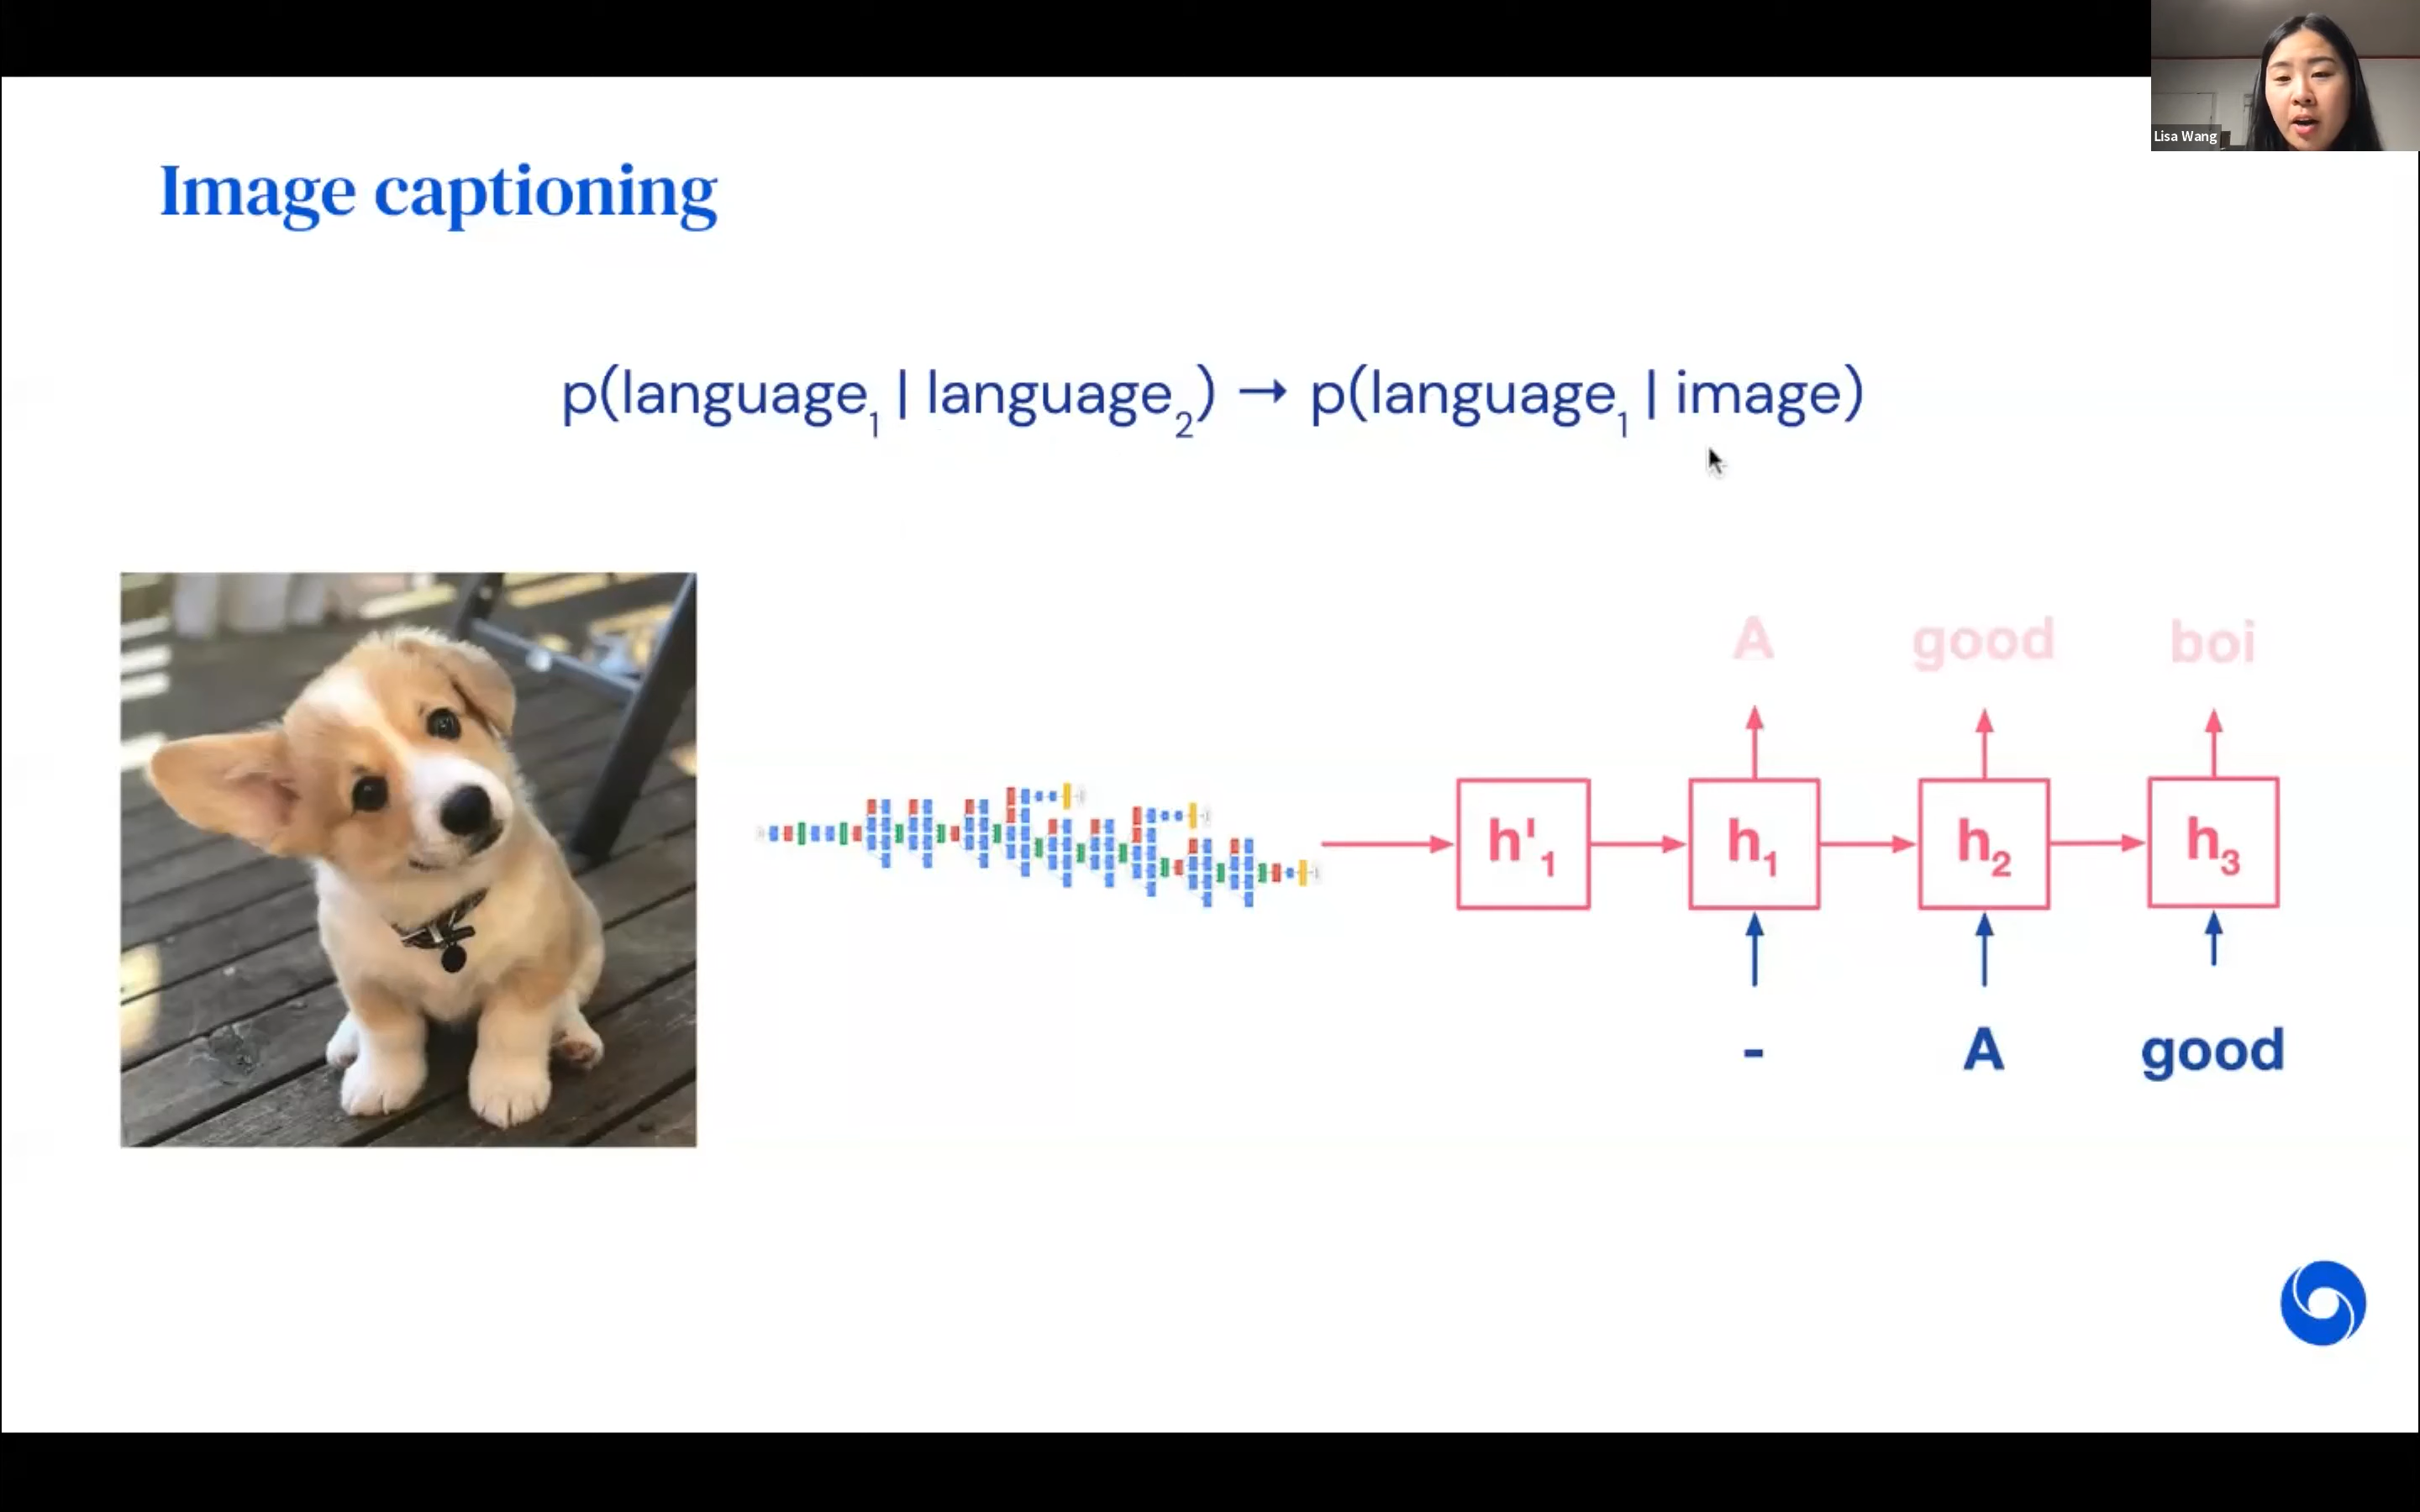 Lisa Wang
Image captioning
p(language₁ | language₂) → p(language₁ | image)
A good boi
h'₁ h₁ h₂ h₃
- A good